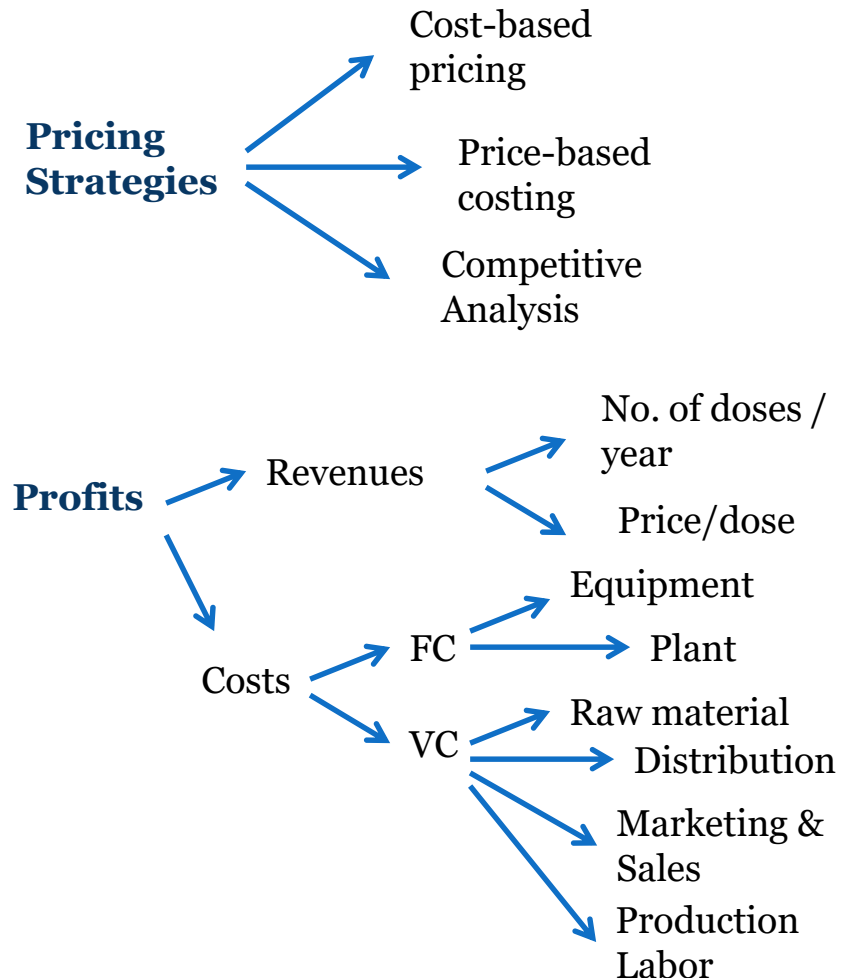 Cost-based
pricing
Pricing
Strategies
Price-based
costing
Competitive
Analysis
No. of doses /
year
Revenues
Profits
Price/dose
Equipment
FC
Plant
Costs
Raw material
VC
Distribution
Marketing &
Sales
Production
Labor